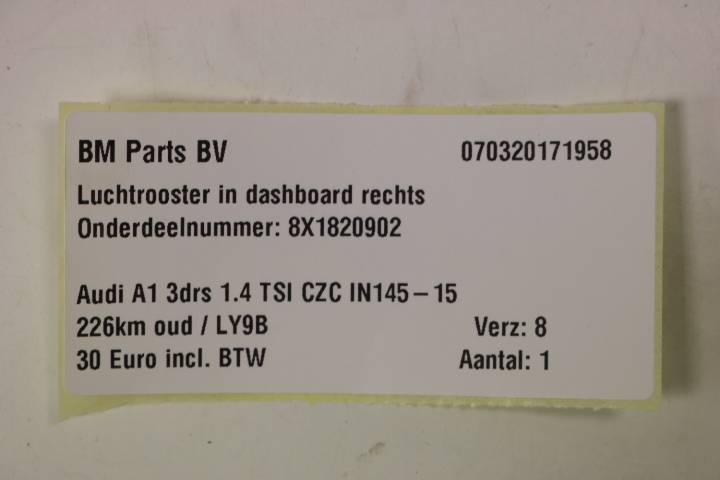 BM Parts BV 070320171958
Luchtrooster in dashboard rechts
Onderdeelnummer: 8X1820902
Audi A1 3drs 1.4 TSI CZC IN145-15
226km oud / LY9B Verz: 8
30 Euro incl. BTW Aantal: 1